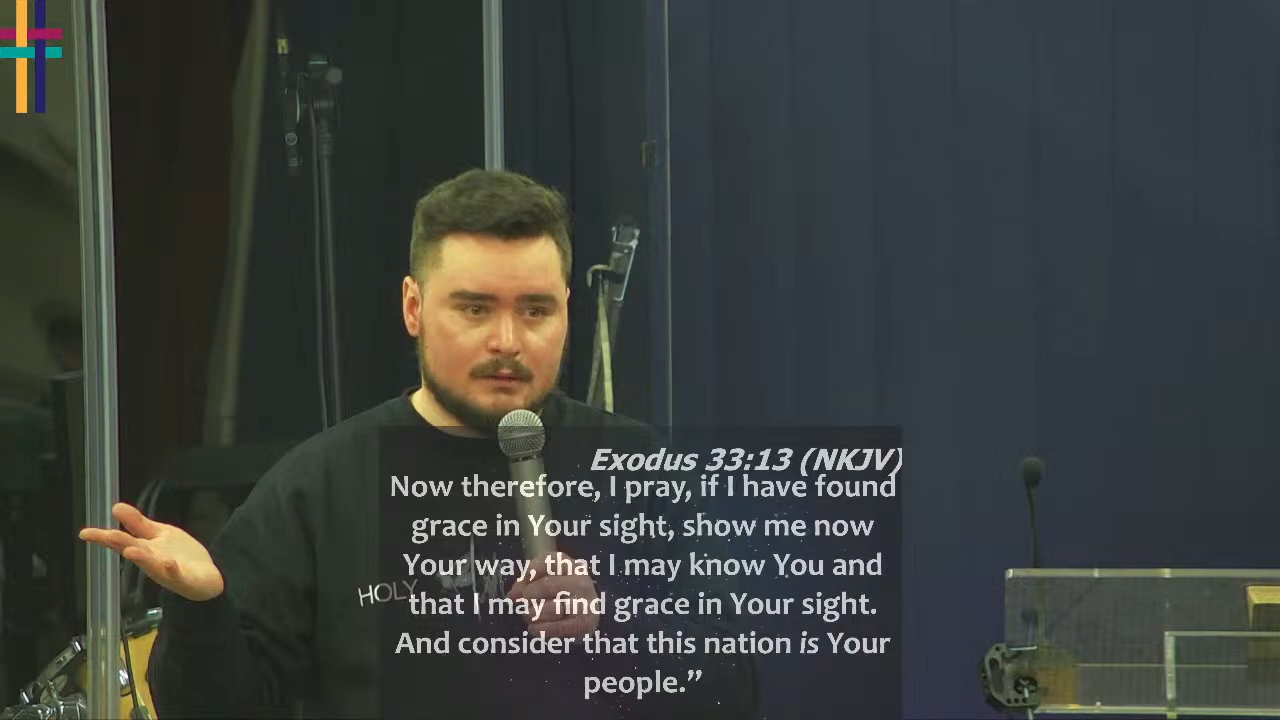 Exodus 33:13 (NKJV)
Now therefore, I pray, if I have found
grace in Your sight, show me now
Your way, that I may know You and
that I may find grace in Your sight.
And consider that this nation is Your
people.”
HOLY